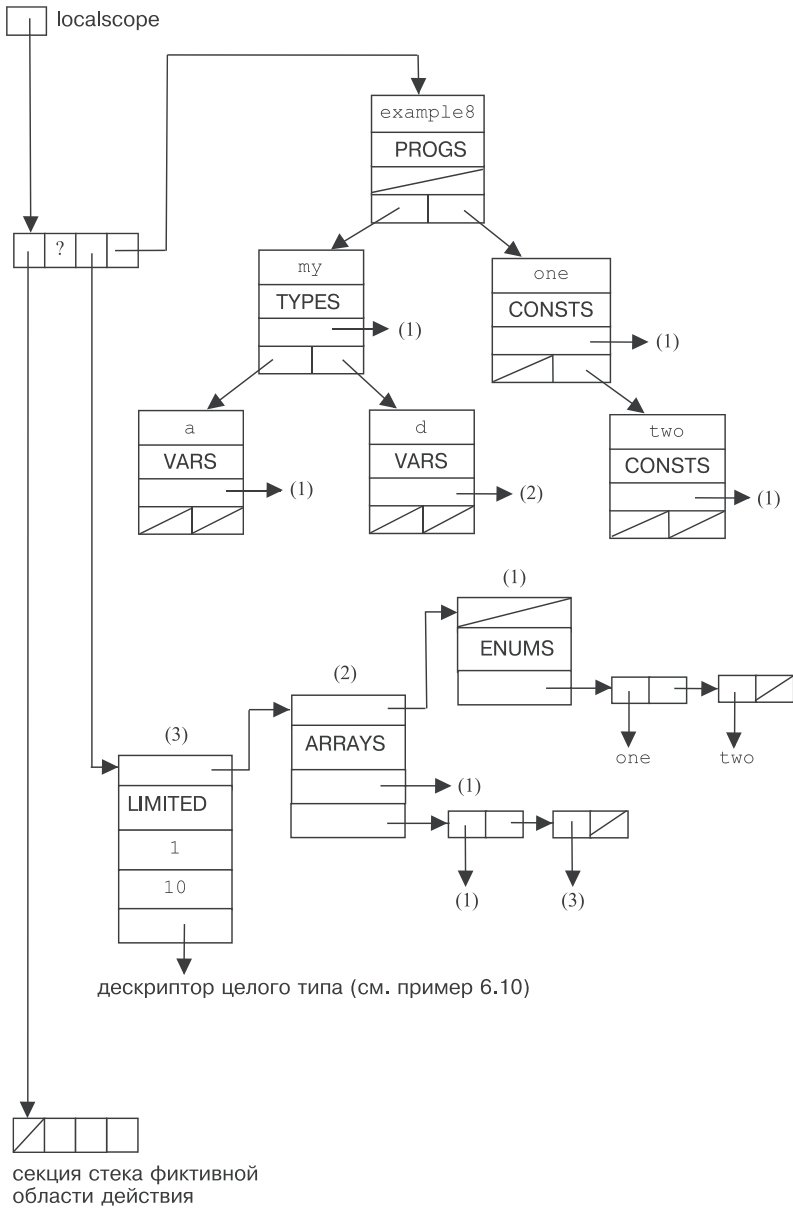 localscope
example8
PROGS
?
my
one
TYPES
CONSTS
(1)
(1)
a
d
two
VARS
VARS
CONSTS
(1)
(2)
(1)
(1)
ENUMS
(2)
(3)
ARRAYS
one
two
LIMITED
(1)
1
10
(1)
(3)
дескриптор целого типа (см. пример 6.10)
секция стека фиктивной
области действия